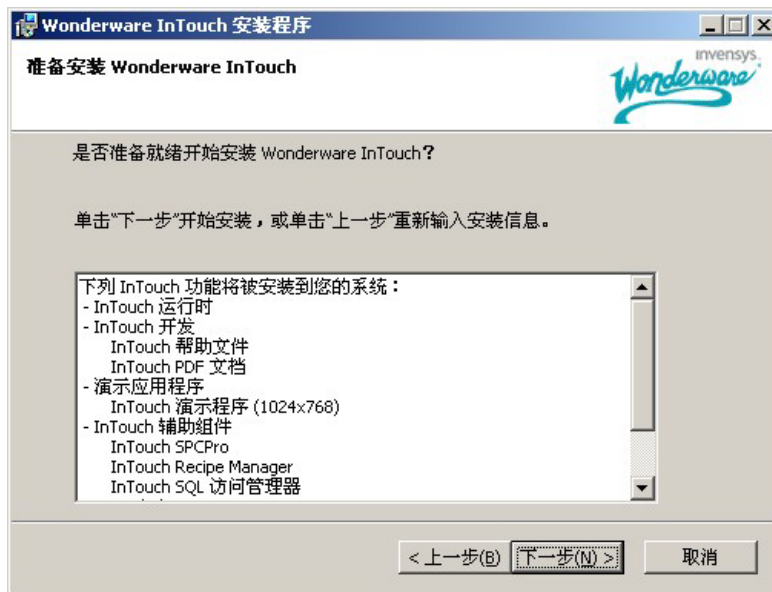 Wonderware InTouch 安装程序
准备安装 Wonderware InTouch
invensys.
Wonderware
是否准备就绪开始安装 Wonderware InTouch?
单击"下一步"开始安装，或单击"上一步"重新输入安装信息。
下列 InTouch 功能将被安装到您的系统：
- InTouch 运行时
- InTouch 开发
InTouch 帮助文件
InTouch PDF 文档
- 演示应用程序
InTouch 演示程序 (1024x768)
- InTouch 辅助组件
InTouch SPCPro
InTouch Recipe Manager
InTouch SQL 访问管理器
< 上一步(B) 下一步(N) > 取消